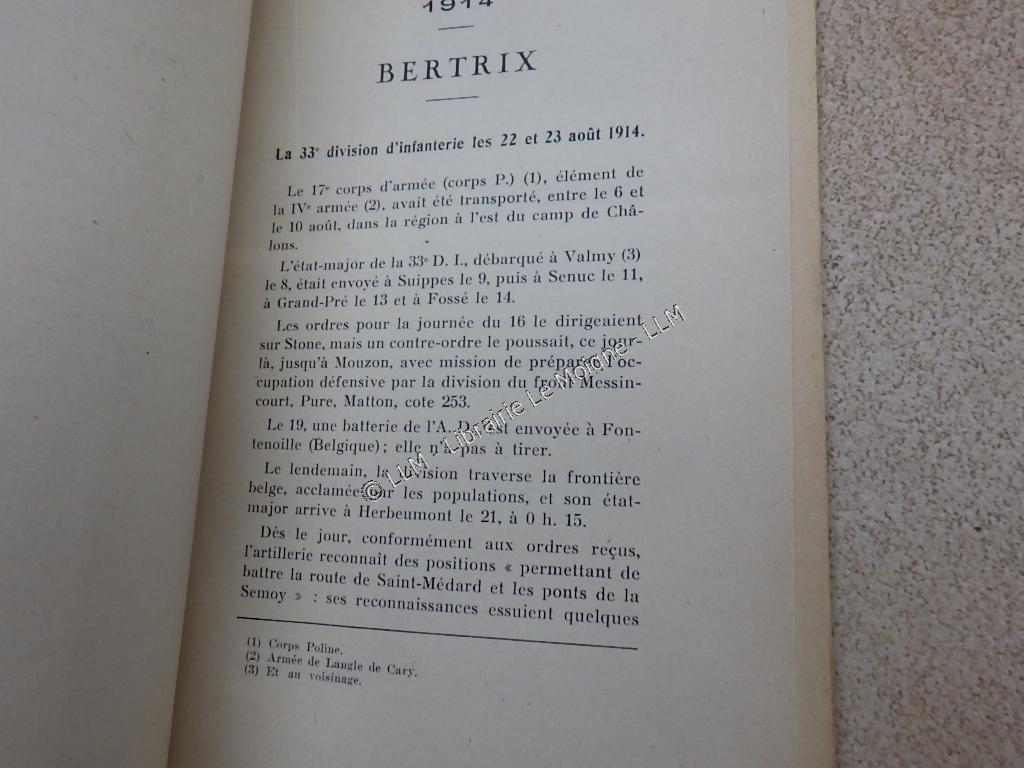 1914
BERTRIX
La 33e division d'infanterie les 22 et 23 août 1914.
Le 17e corps d'armée (corps P.) (1), élément de
la IVe armée (2), avait été transporté, entre le 6 et
le 10 août, dans la région à l'est du camp de Châ-
lons.
L'état-major de la 33e D. I., débarqué à Valmy (3)
le 8, était envoyé à Suippes le 9, puis à Senuc le 11,
à Grand-Pré le 13 et à Fossé le 14.
Les ordres pour la journée du 16 le dirigeaient
sur Stone, mais un contre-ordre le poussait, ce jour-
là, jusqu'à Mouzon, avec mission de préparer l'oc-
cupation défensive par la division du front Messin-
court, Pure, Matton, cote 253.
Le 19, une batterie de l'A. D. est envoyée à Fon-
tenoille (Belgique) ; elle n'a pas à tirer.
Le lendemain, la division traverse la frontière
belge, acclamée par les populations, et son état-
major arrive à Herbeumont le 21, à 0 h. 15.
Dès le jour, conformément aux ordres reçus,
l'artillerie reconnaît des positions « permettant de
battre la route de Saint-Médard et les ponts de la
Semoy » : ses reconnaissances essuient quelques
(1) Corps Poline.
(2) Armée de Langle de Cary.
(3) Et au voisinage.
© LLM - Librairie Le Moigne - LLM